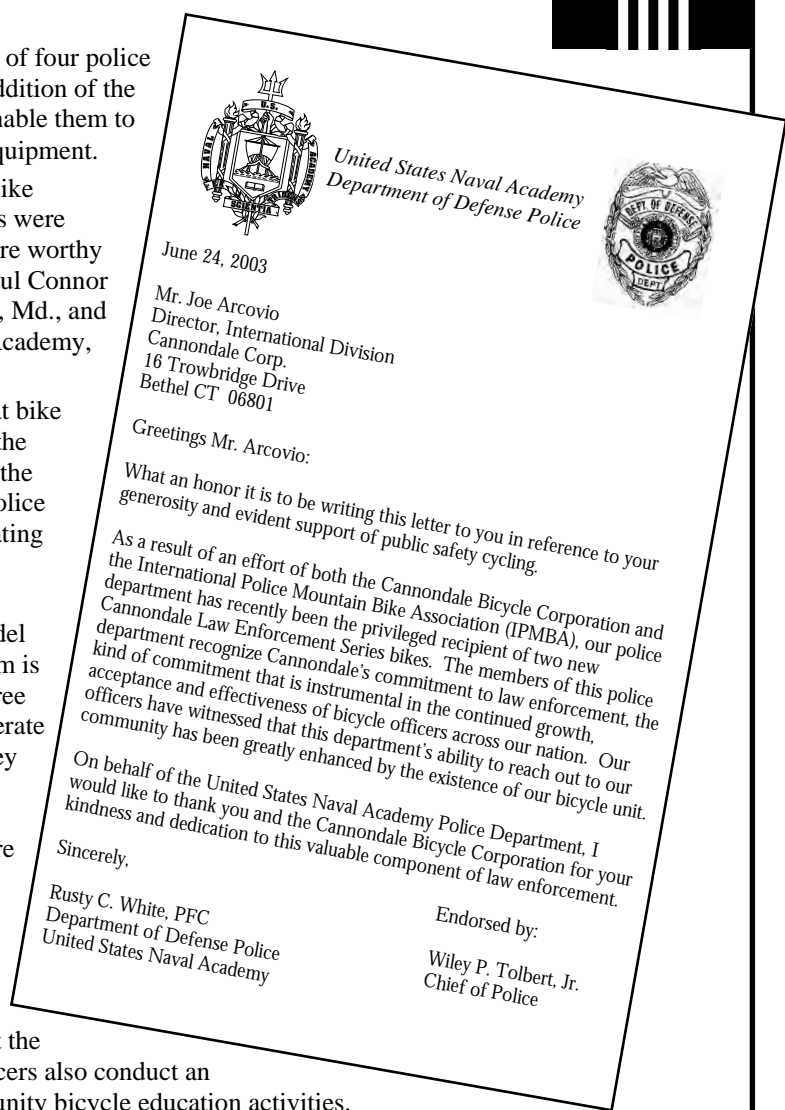 of four police
ddition of the
nable them to
quipment.
ike
s were
re worthy
ul Connor
, Md., and
cademy,
t bike
the
the
olice
ting
del
m is
ree
erate
ey
re
t the
cers also conduct an
unity bicycle education activities.
U.S.
NAVAL
ACADEMY
SCIENTIA
United States Naval Academy
Department of Defense Police
DEPT. OF DEFENSE
POLICE
DEPT
June 24, 2003
Mr. Joe Arcovio
Director, International Division
Cannondale Corp.
16 Trowbridge Drive
Bethel CT 06801
Greetings Mr. Arcovio:
What an honor it is to be writing this letter to you in reference to your
generosity and evident support of public safety cycling.
As a result of an effort of both the Cannondale Bicycle Corporation and
the International Police Mountain Bike Association (IPMBA), our police
department has recently been the privileged recipient of two new
Cannondale Law Enforcement Series bikes. The members of this police
department recognize Cannondale's commitment to law enforcement, the
kind of commitment that is instrumental in the continued growth,
acceptance and effectiveness of bicycle officers across our nation. Our
officers have witnessed that this department's ability to reach out to our
community has been greatly enhanced by the existence of our bicycle unit.
On behalf of the United States Naval Academy Police Department, I
would like to thank you and the Cannondale Bicycle Corporation for your
kindness and dedication to this valuable component of law enforcement.
Sincerely,
Rusty C. White, PFC
Department of Defense Police
United States Naval Academy
Endorsed by:
Wiley P. Tolbert, Jr.
Chief of Police